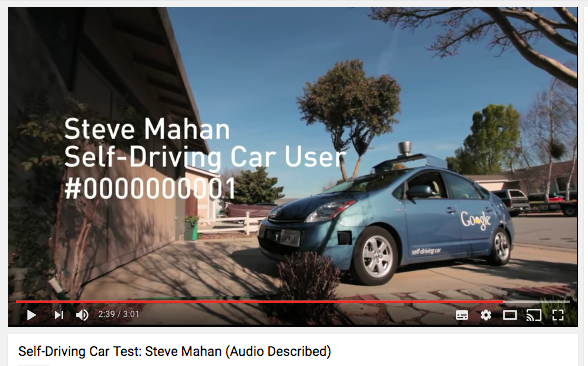 Steve Mahan
Self-Driving Car User
#0000000001
Google
self-driving car
2:39 / 3:01
Self-Driving Car Test: Steve Mahan (Audio Described)